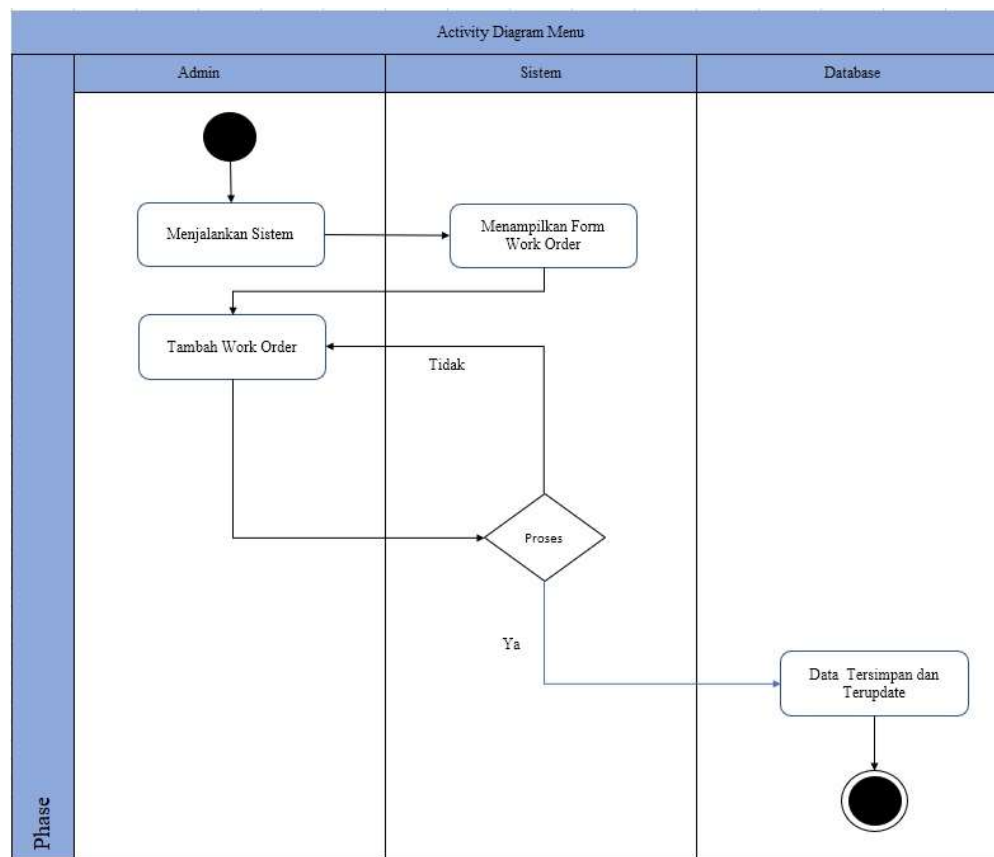 Activity Diagram Menu
Admin
Sistem
Database
Menjalankan Sistem
Menampilkan Form
Work Order
Tambah Work Order
Tidak
Proses
Ya
Data Tersimpan dan
Terupdate
Phase